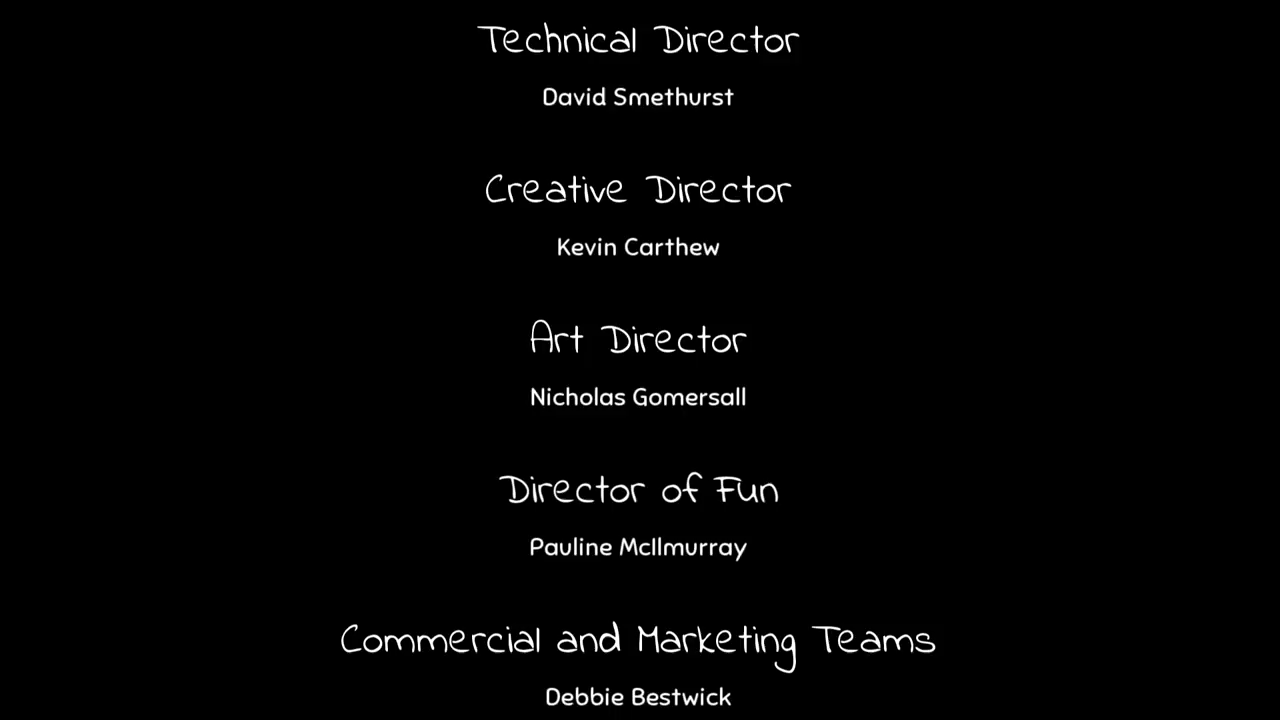 Technical Director
David Smethurst
Creative Director
Kevin Carthew
Art Director
Nicholas Gomersall
Director of Fun
Pauline McIlmurray
Commercial and Marketing Teams
Debbie Bestwick